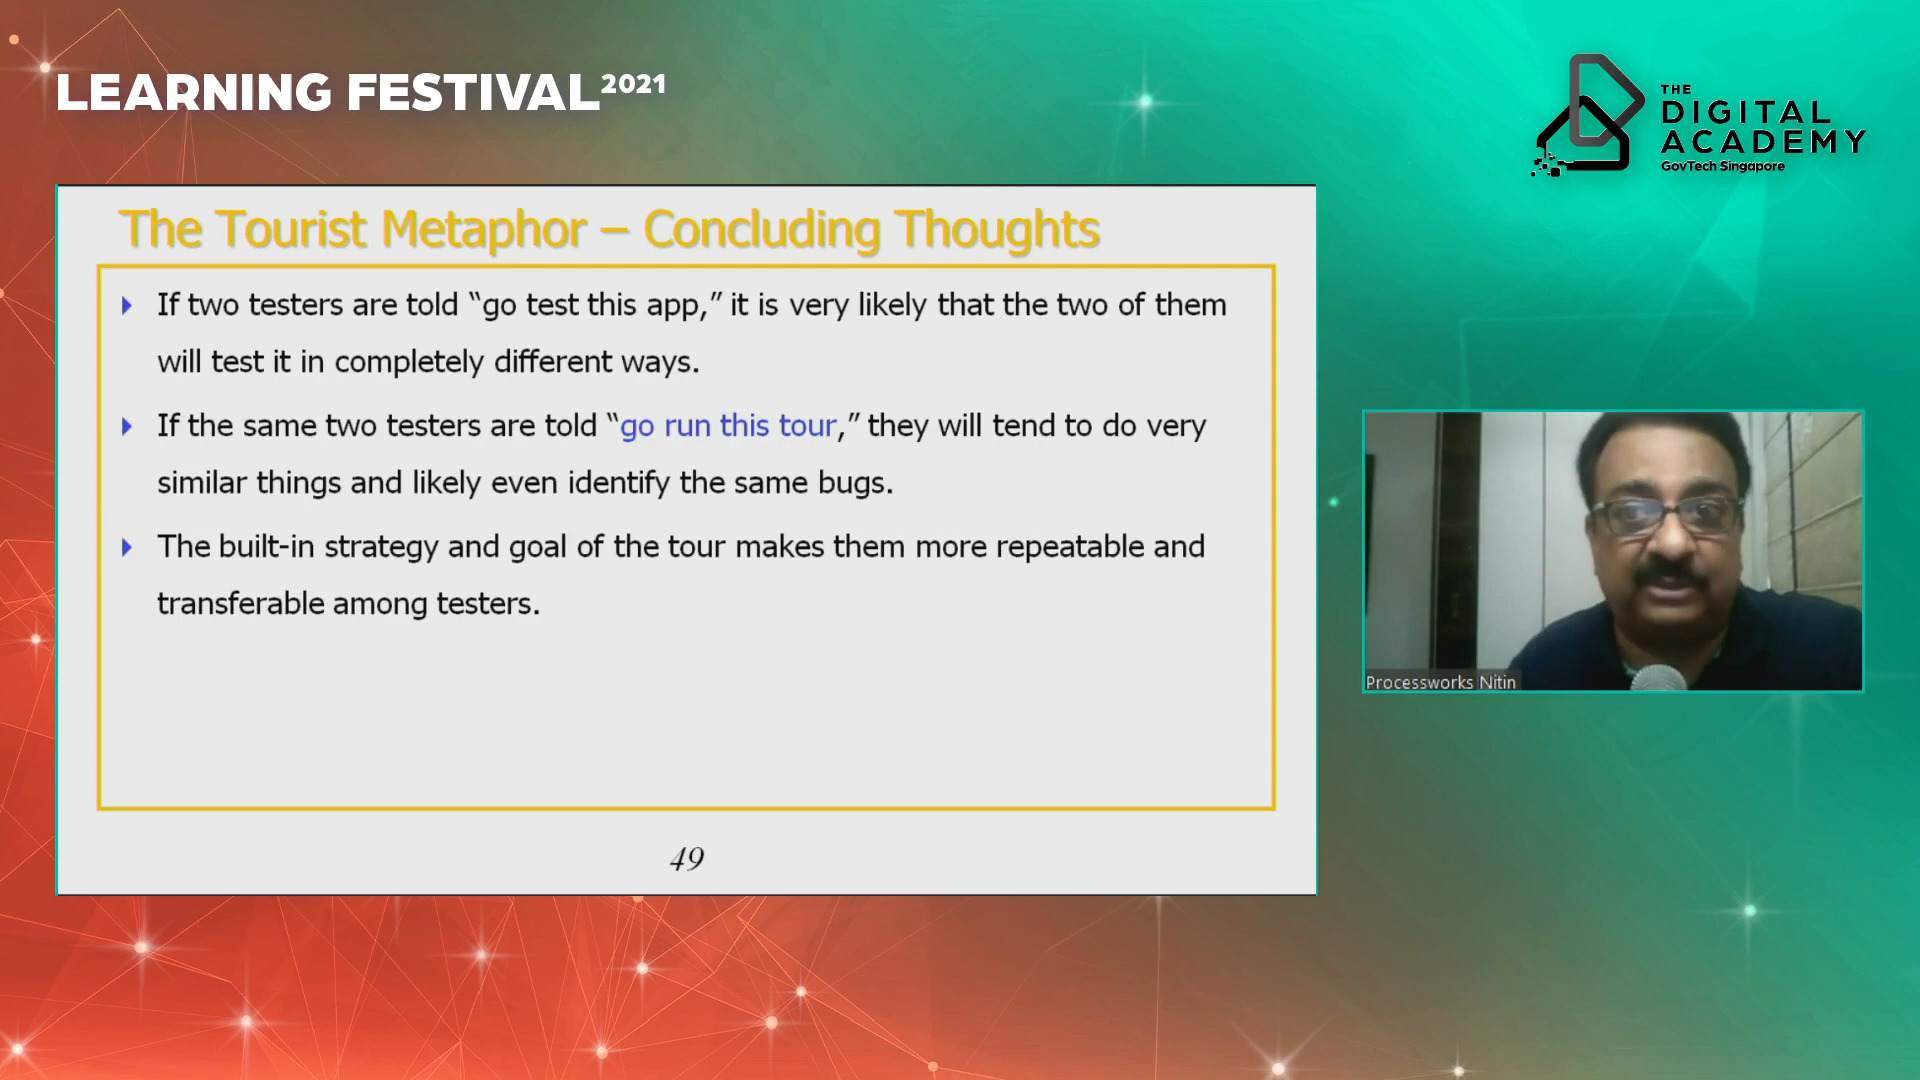 LEARNING FESTIVAL 2021
THE
DIGITAL
ACADEMY
GovTech Singapore
The Tourist Metaphor – Concluding Thoughts
If two testers are told “go test this app,” it is very likely that the two of them
will test it in completely different ways.
If the same two testers are told “go run this tour,” they will tend to do very
similar things and likely even identify the same bugs.
The built-in strategy and goal of the tour makes them more repeatable and
transferable among testers.
49
Processworks Nitin